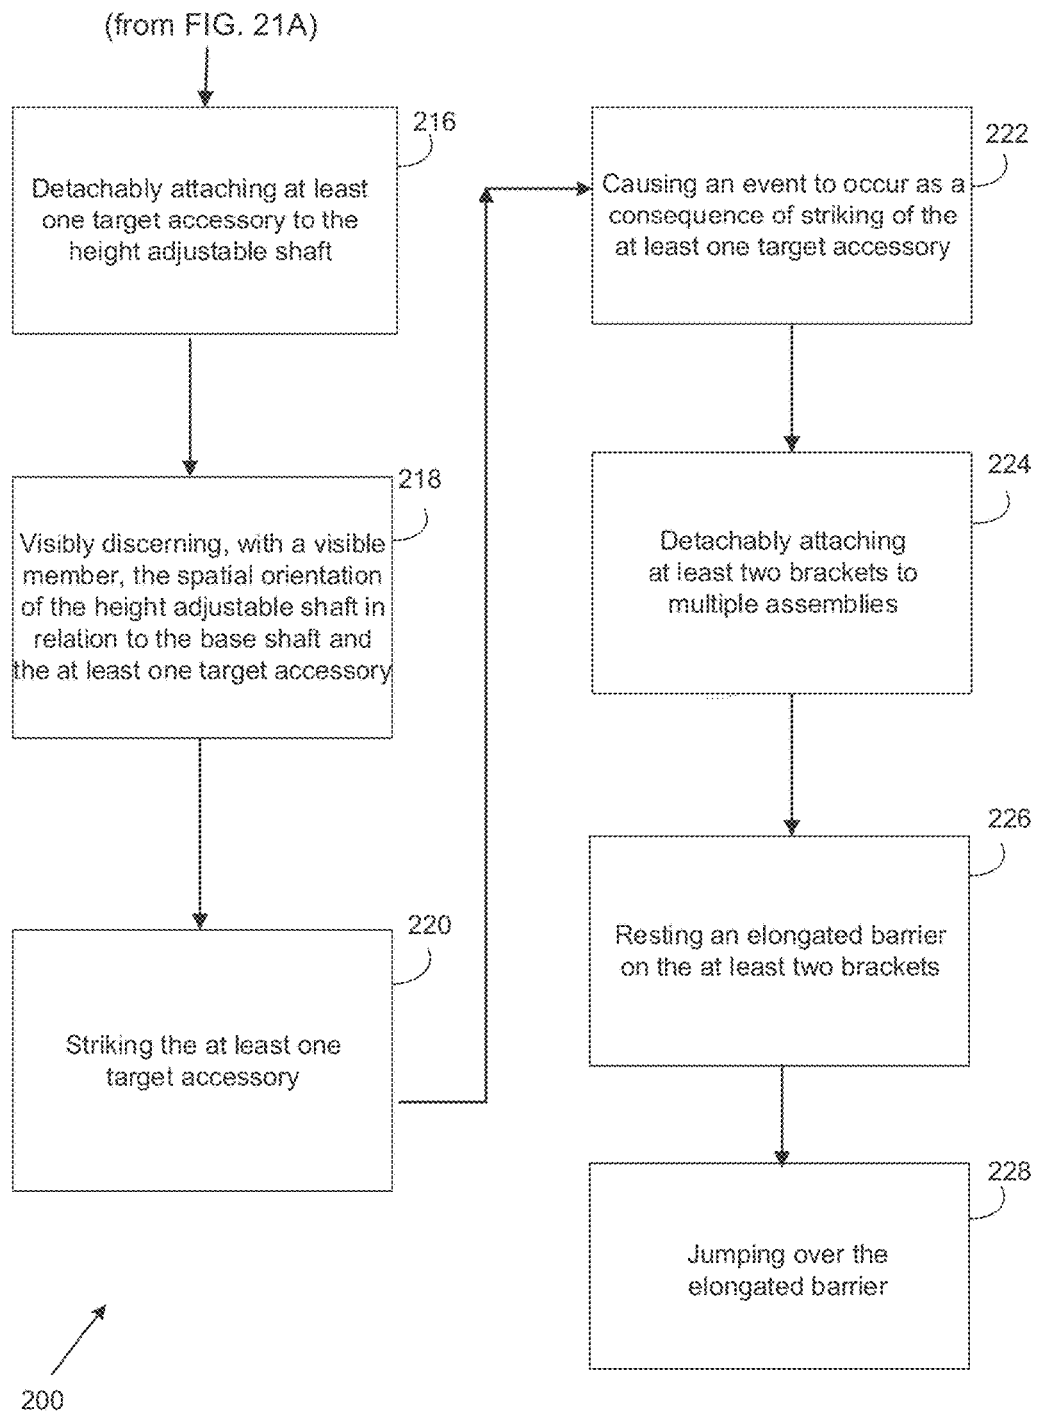 (from FIG. 21A)
216
Detachably attaching at least
one target accessory to the
height adjustable shaft
218
Visibly discerning, with a visible
member, the spatial orientation
of the height adjustable shaft in
relation to the base shaft and
the at least one target accessory
220
Striking the at least one
target accessory
222
Causing an event to occur as a
consequence of striking of the
at least one target accessory
224
Detachably attaching
at least two brackets to
multiple assemblies
226
Resting an elongated barrier
on the at least two brackets
228
Jumping over the
elongated barrier
200